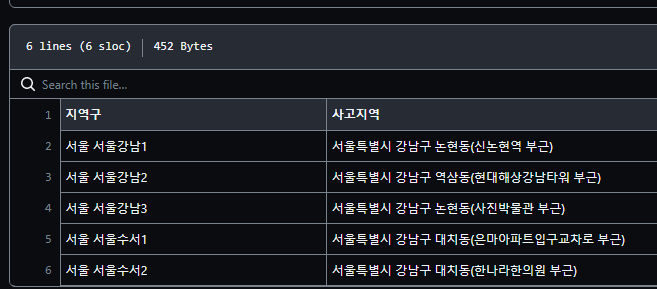 6 lines (6 sloc) 452 Bytes
Search this file...
1 지역구 사고지역
2 서울 서울강남1 서울특별시 강남구 논현동(신논현역 부근)
3 서울 서울강남2 서울특별시 강남구 역삼동(현대해상강남타워 부근)
4 서울 서울강남3 서울특별시 강남구 논현동(사진박물관 부근)
5 서울 서울수서1 서울특별시 강남구 대치동(은마아파트입구교차로 부근)
6 서울 서울수서2 서울특별시 강남구 대치동(한나라한의원 부근)